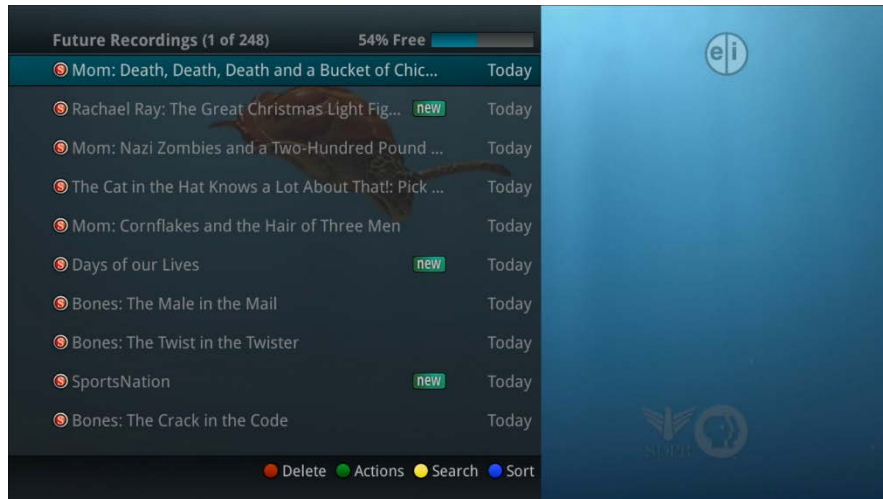 Future Recordings (1 of 248) 54% Free
S Mom: Death, Death, Death and a Bucket of Chic... Today
S Rachael Ray: The Great Christmas Light Fig... new Today
S Mom: Nazi Zombies and a Two-Hundred Pound ... Today
S The Cat in the Hat Knows a Lot About That!: Pick ... Today
S Mom: Cornflakes and the Hair of Three Men Today
S Days of our Lives new Today
S Bones: The Male in the Mail Today
S Bones: The Twist in the Twister Today
S SportsNation new Today
S Bones: The Crack in the Code Today
Delete Actions Search Sort
e i